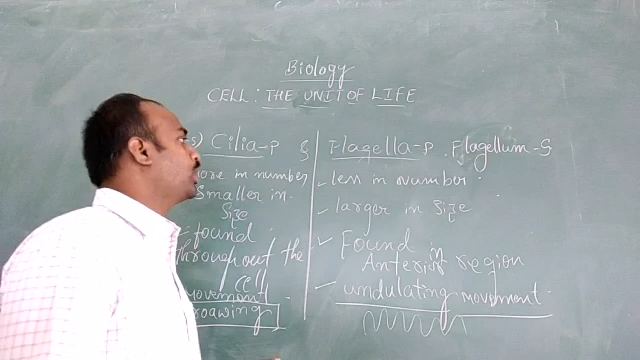 Biology
CELL: THE UNIT OF LIFE
-s) Cilia-P &
more in number
Smaller in
Size
found
throughout the
cell
movement
roawing
Flagella-P. Flagellum-S
less in number
larger in Size
Found in
Anterior region
undulating movement